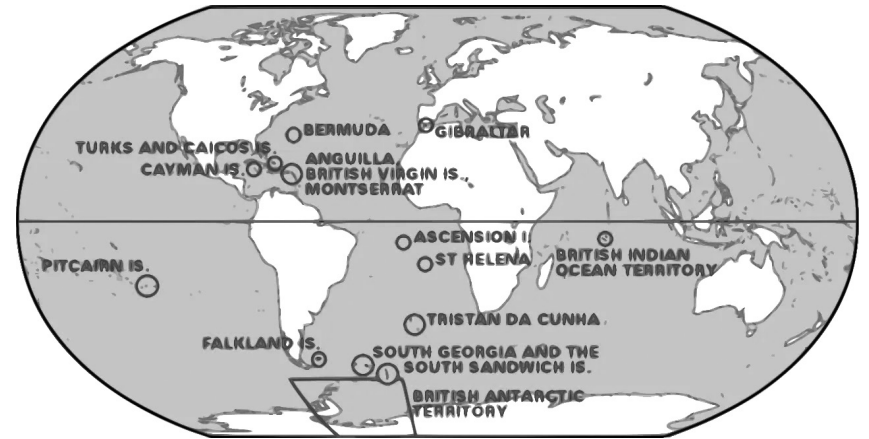 BERMUDA
GIBRALTAR
TURKS AND CAICOS IS.
CAYMAN IS.
ANGUILLA
BRITISH VIRGIN IS.,
MONTSERRAT
ASCENSION I.
ST HELENA
BRITISH INDIAN
OCEAN TERRITORY
PITCAIRN IS.
TRISTAN DA CUNHA
FALKLAND IS.
SOUTH GEORGIA AND THE
SOUTH SANDWICH IS.
BRITISH ANTARCTIC
TERRITORY